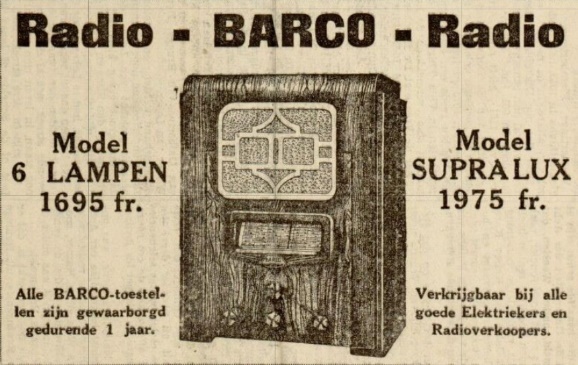 Radio - BARCO - Radio
Model
6 LAMPEN
1695 fr.
Model
SUPRALUX
1975 fr.
Alle BARCO-toestel-
len zijn gewaarborgd
gedurende 1 jaar.
Verkrijgbaar bij alle
goede Elektriekers en
Radioverkoopers.